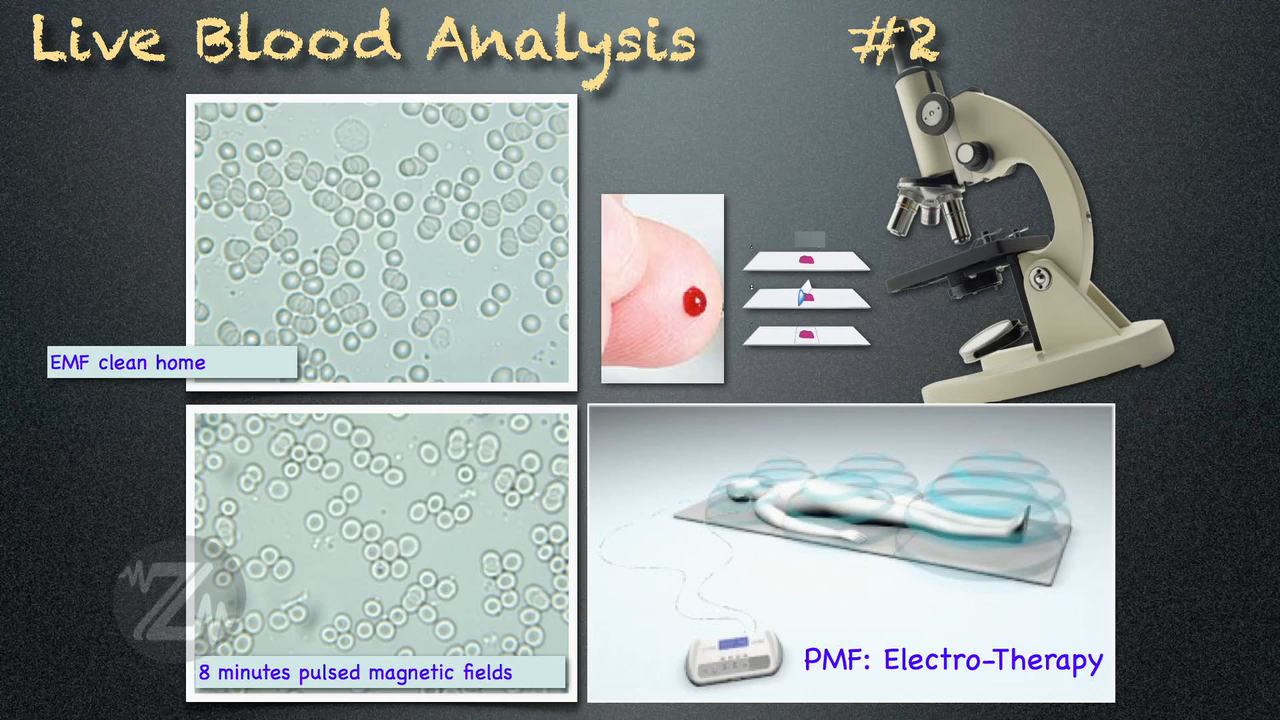 Live Blood Analysis #2
EMF clean home
8 minutes pulsed magnetic fields
PMF: Electro-Therapy
Z